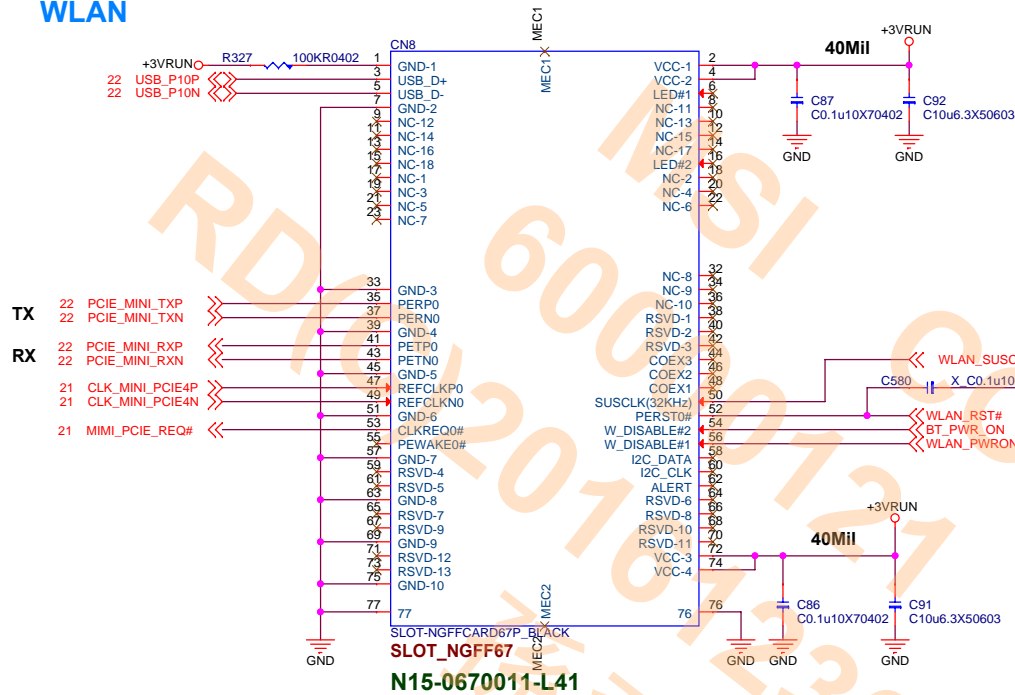 WLAN
MEC1
CN8
+3VRUN
R327
100KR0402
40Mil
+3VRUN
1 GND-1 MEC1 VCC-1 2
22 USB_P10P 3 USB_D+ VCC-2 4
22 USB_P10N 5 USB_D- LED#1 6
7 GND-2 NC-11 8
9 NC-12 NC-13 10
11 NC-14 NC-15 12
13 NC-16 NC-17 14
15 NC-18 LED#2 16
17 NC-1 NC-2 18
19 NC-3 NC-4 20
21 NC-5 NC-6 22
23 NC-7
C87
C0.1u10X70402
C92
C10u6.3X50603
GND
GND
33 GND-3 NC-8 32
TX 22 PCIE_MINI_TXP 35 PERP0 NC-9 34
22 PCIE_MINI_TXN 37 PERN0 NC-10 36
39 GND-4 RSVD-1 38
RX 22 PCIE_MINI_RXP 41 PETP0 RSVD-2 40
22 PCIE_MINI_RXN 43 PETN0 RSVD-3 42
45 GND-5 COEX3 44
21 CLK_MINI_PCIE4P 47 REFCLKP0 COEX2 46
21 CLK_MINI_PCIE4N 49 REFCLKN0 COEX1 48
51 GND-6 SUSCLK(32KHz) 50
21 MIMI_PCIE_REQ# 53 CLKREQ0# PERST0# 52
55 PEWAKE0# W_DISABLE#2 54
57 GND-7 W_DISABLE#1 56
59 RSVD-4 I2C_DATA 58
61 RSVD-5 I2C_CLK 60
63 GND-8 ALERT 62
65 RSVD-7 RSVD-6 64
67 RSVD-9 RSVD-8 66
69 GND-9 RSVD-10 68
71 RSVD-12 RSVD-11 70
73 RSVD-13 VCC-3 72
75 GND-10 VCC-4 74
77 77 MEC2 76 76
WLAN_SUSC
C580 X_C0.1u10
WLAN_RST#
BT_PWR_ON
WLAN_PWRON
+3VRUN
40Mil
C86
C0.1u10X70402
C91
C10u6.3X50603
GND
GND
GND
GND
SLOT-NGFFCARD67P_BLACK
MEC2
SLOT_NGFF67
N15-0670011-L41
MSI
60000121